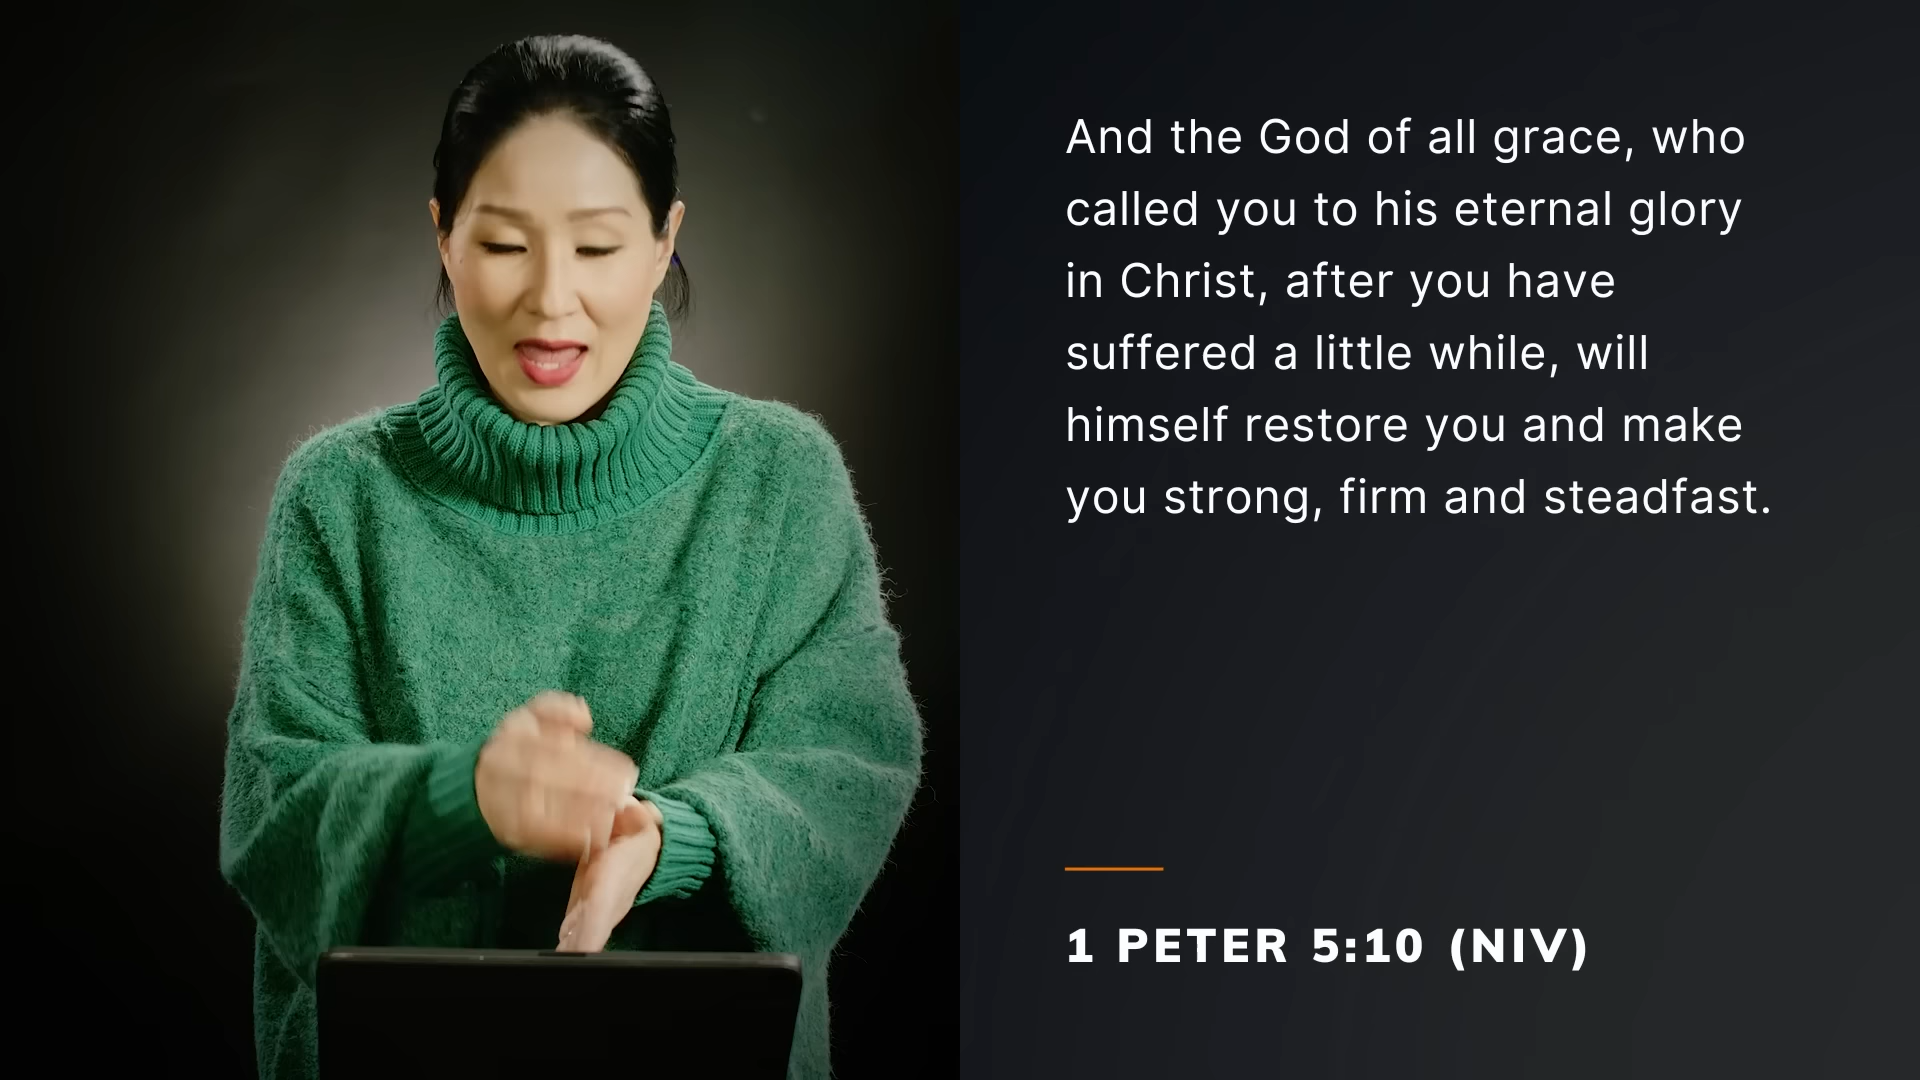 And the God of all grace, who
called you to his eternal glory
in Christ, after you have
suffered a little while, will
himself restore you and make
you strong, firm and steadfast.
1 PETER 5:10 (NIV)